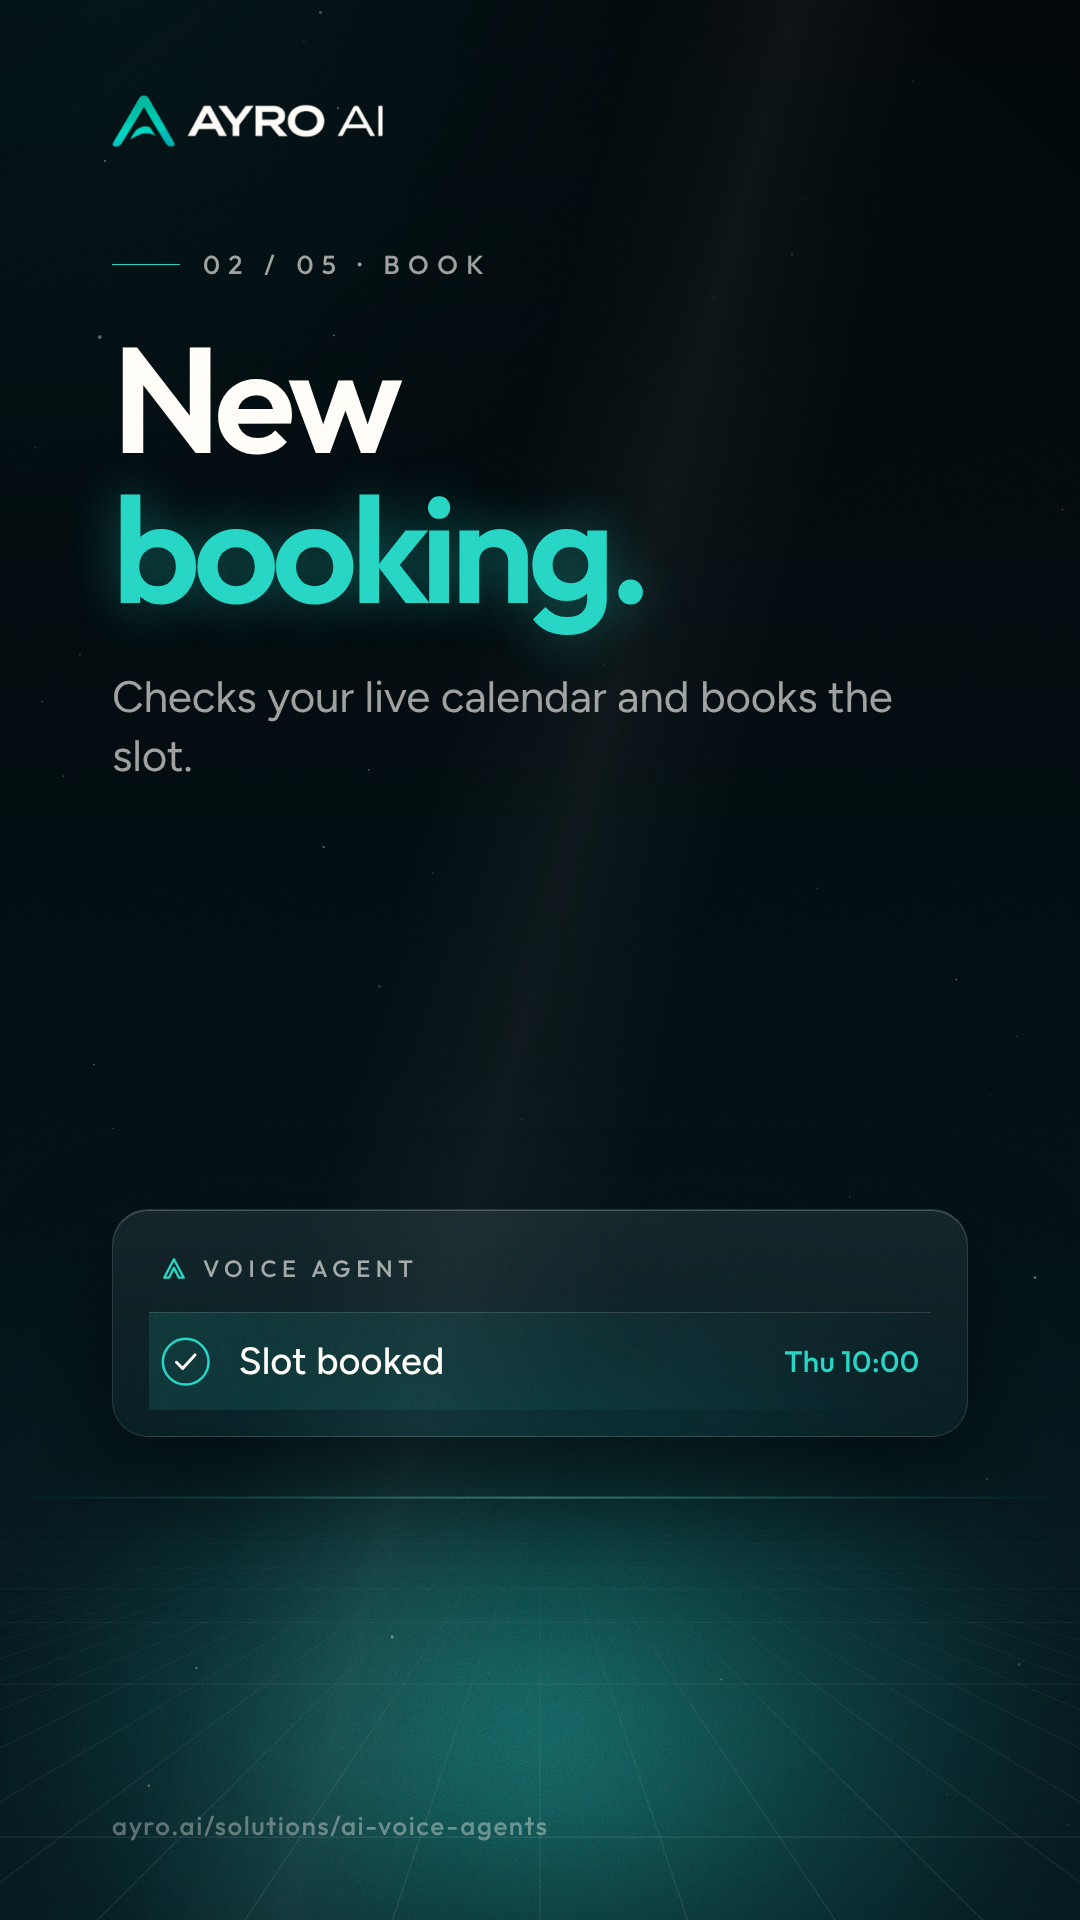 AYRO AI
02 / 05 · BOOK
New
booking.
Checks your live calendar and books the
slot.
VOICE AGENT
Slot booked
Thu 10:00
ayro.ai/solutions/ai-voice-agents